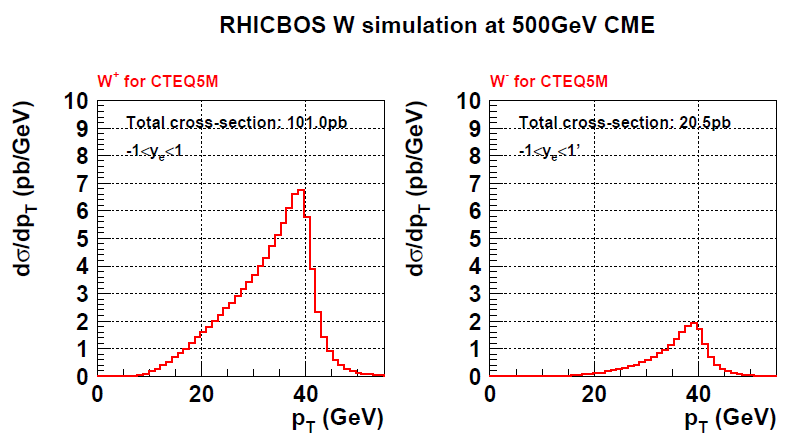 RHICBOS W simulation at 500GeV CME
W+ for CTEQ5M
dσ/dpT (pb/GeV)
10
9
8
7
6
5
4
3
2
1
0
Total cross-section: 101.0pb
-1<ye<1
0 20 40
pT (GeV)
W- for CTEQ5M
dσ/dpT (pb/GeV)
10
9
8
7
6
5
4
3
2
1
0
Total cross-section: 20.5pb
-1<ye<1’
0 20 40
pT (GeV)